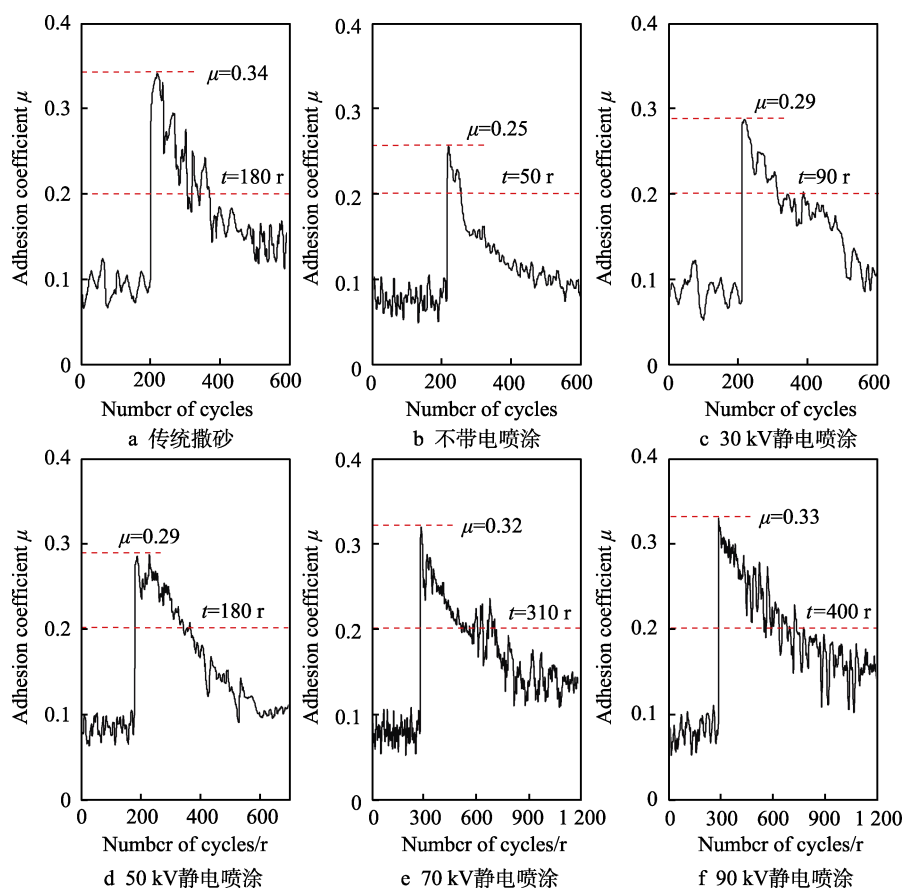 0.4
0.3
0.2
0.1
0
Adhesion coefficient μ
μ=0.34
t=180 r
0 200 400 600
Numbcr of cycles
a 传统撒砂
0.4
0.3
0.2
0.1
0
Adhesion coefficient μ
μ=0.25
t=50 r
0 200 400 600
Numbcr of cycles
b 不带电喷涂
0.4
0.3
0.2
0.1
0
Adhesion coefficient μ
μ=0.29
t=90 r
0 200 400 600
Numbcr of cycles
c 30 kV静电喷涂
0.4
0.3
0.2
0.1
0
Adhesion coefficient μ
μ=0.29
t=180 r
0 200 400 600
Numbcr of cycles/r
d 50 kV静电喷涂
0.4
0.3
0.2
0.1
0
Adhesion coefficient μ
μ=0.32
t=310 r
0 300 600 900 1 200
Numbcr of cycles/r
e 70 kV静电喷涂
0.4
0.3
0.2
0.1
0
Adhesion coefficient μ
μ=0.33
t=400 r
0 300 600 900 1 200
Numbcr of cycles/r
f 90 kV静电喷涂